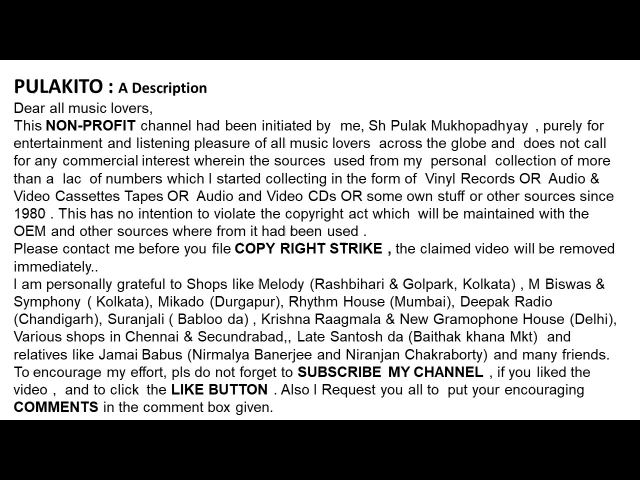 PULAKITO : A Description
Dear all music lovers,
This NON-PROFIT channel had been initiated by me, Sh Pulak Mukhopadhyay , purely for
entertainment and listening pleasure of all music lovers across the globe and does not call
for any commercial interest wherein the sources used from my personal collection of more
than a lac of numbers which I started collecting in the form of Vinyl Records OR Audio &
Video Cassettes Tapes OR Audio and Video CDs OR some own stuff or other sources since
1980 . This has no intention to violate the copyright act which will be maintained with the
OEM and other sources where from it had been used .
Please contact me before you file COPY RIGHT STRIKE , the claimed video will be removed
immediately..
I am personally grateful to Shops like Melody (Rashbihari & Golpark, Kolkata) , M Biswas &
Symphony ( Kolkata), Mikado (Durgapur), Rhythm House (Mumbai), Deepak Radio
(Chandigarh), Suranjali ( Babloo da) , Krishna Raagmala & New Gramophone House (Delhi),
Various shops in Chennai & Secundrabad,, Late Santosh da (Baithak khana Mkt) and
relatives like Jamai Babus (Nirmalya Banerjee and Niranjan Chakraborty) and many friends.
To encourage my effort, pls do not forget to SUBSCRIBE MY CHANNEL , if you liked the
video , and to click the LIKE BUTTON . Also I Request you all to put your encouraging
COMMENTS in the comment box given.